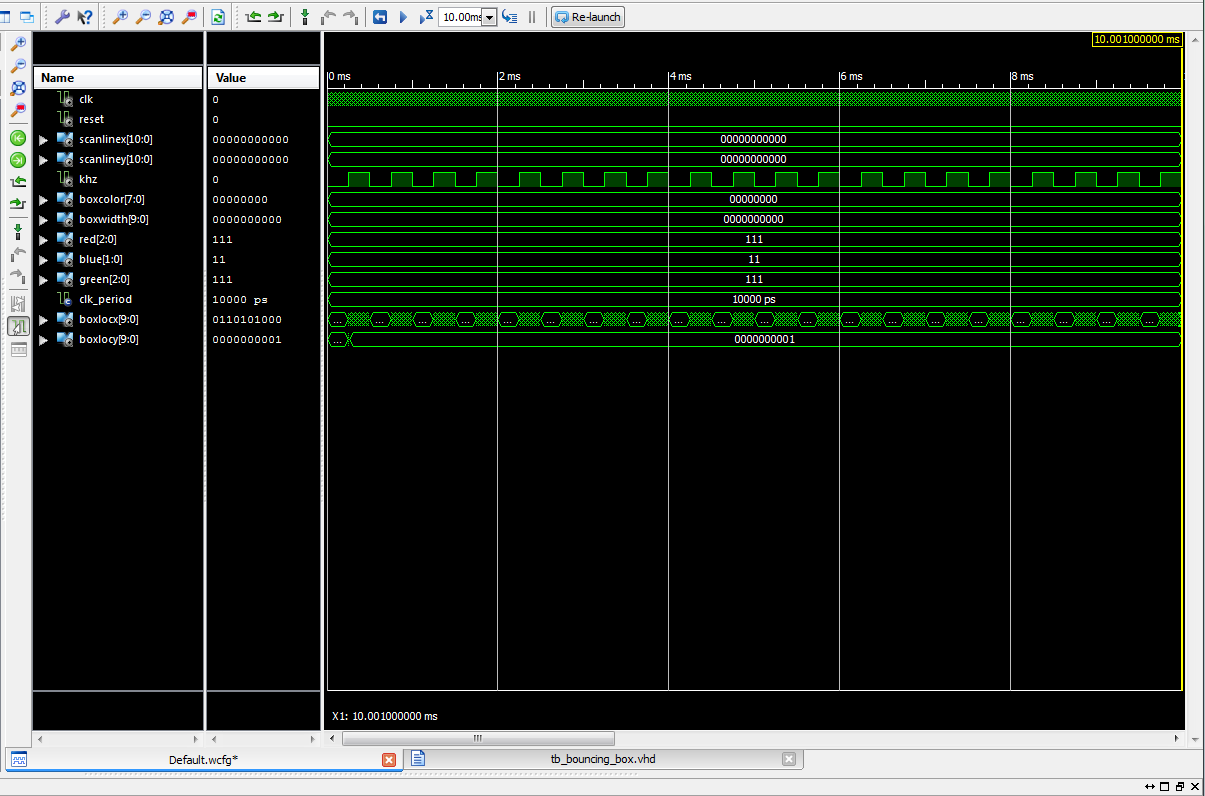 10.00ms Re-launch
10.001000000 ms
Name Value 0 ms 2 ms 4 ms 6 ms 8 ms
clk 0
reset 0
scanlinex[10:0] 00000000000 00000000000
scanliney[10:0] 00000000000 00000000000
khz 0
boxcolor[7:0] 00000000 00000000
boxwidth[9:0] 0000000000 0000000000
red[2:0] 111 111
blue[1:0] 11 11
green[2:0] 111 111
clk_period 10000 ps 10000 ps
boxlocx[9:0] 0110101000 ... ... ... ... ... ... ... ... ... ... ... ... ... ... ... ... ... ... ... ...
boxlocy[9:0] 0000000001 ... 0000000001
X1: 10.001000000 ms
Default.wcfg* tb_bouncing_box.vhd